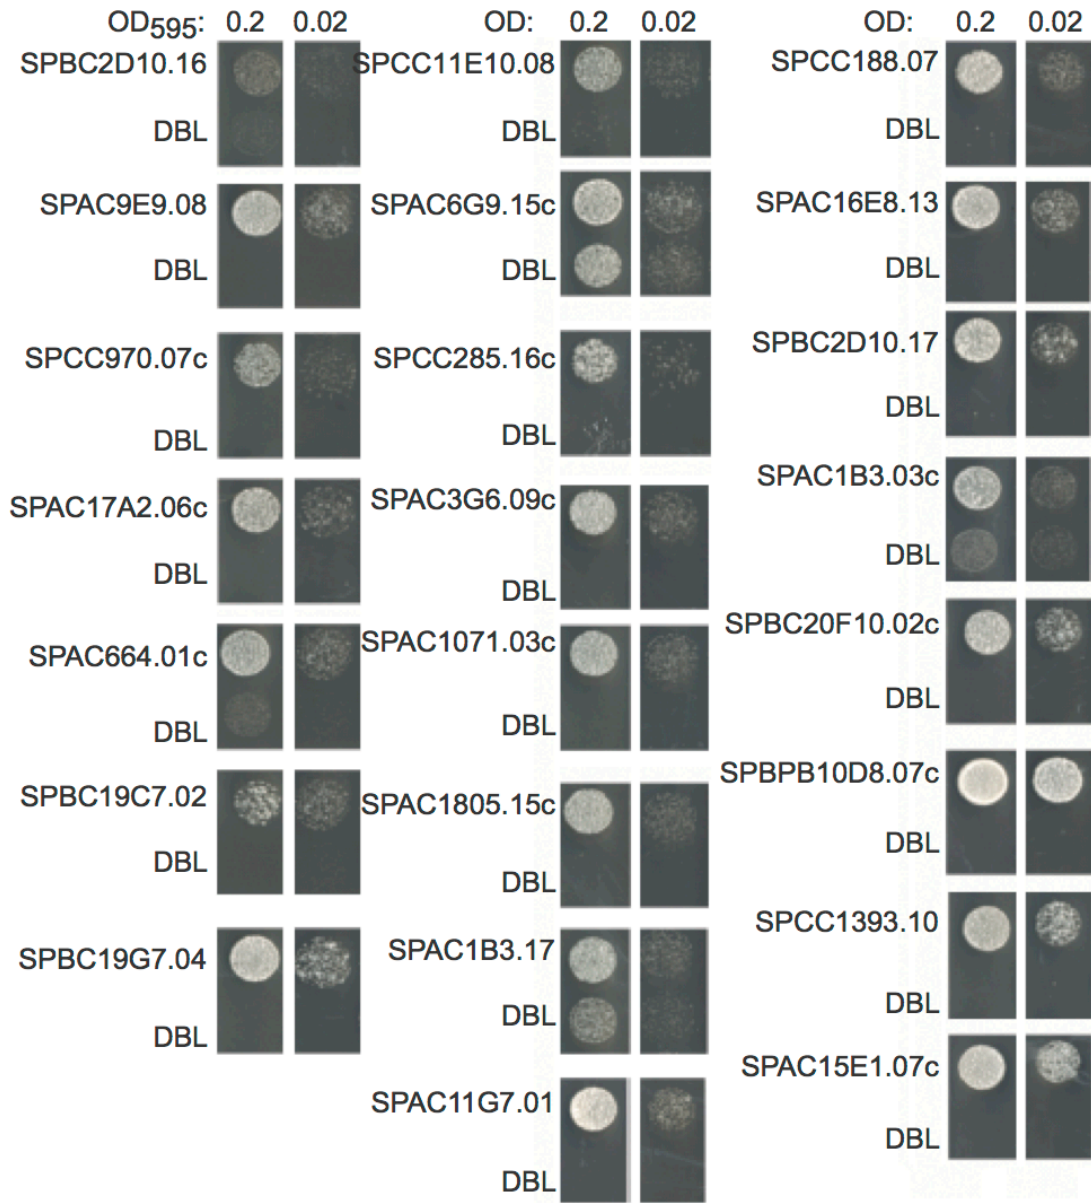 OD595: 0.2 0.02
SPBC2D10.16
DBL
SPAC9E9.08
DBL
SPCC970.07c
DBL
SPAC17A2.06c
DBL
SPAC664.01c
DBL
SPBC19C7.02
DBL
SPBC19G7.04
DBL
OD: 0.2 0.02
SPCC11E10.08
DBL
SPAC6G9.15c
DBL
SPCC285.16c
DBL
SPAC3G6.09c
DBL
SPAC1071.03c
DBL
SPAC1805.15c
DBL
SPAC1B3.17
DBL
SPAC11G7.01
DBL
OD: 0.2 0.02
SPCC188.07
DBL
SPAC16E8.13
DBL
SPBC2D10.17
DBL
SPAC1B3.03c
DBL
SPBC20F10.02c
DBL
SPBPB10D8.07c
DBL
SPCC1393.10
DBL
SPAC15E1.07c
DBL